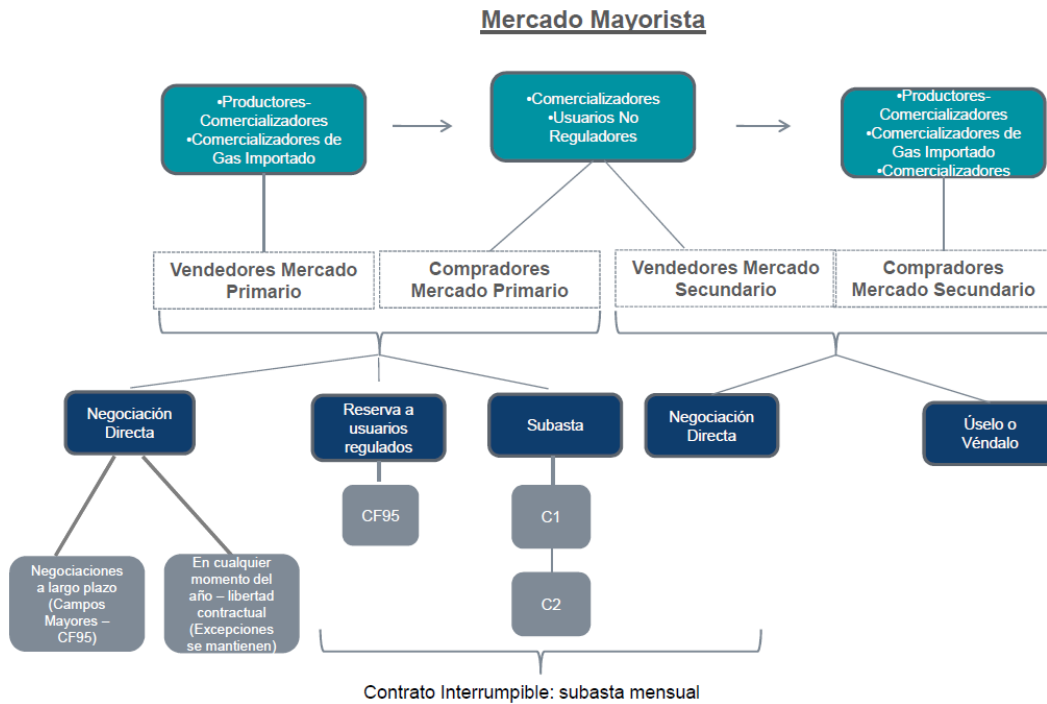 Mercado Mayorista
•Productores-
Comercializadores
•Comercializadores de
Gas Importado
•Comercializadores
•Usuarios No
Reguladores
•Productores-
Comercializadores
•Comercializadores de
Gas Importado
•Comercializadores
Vendedores Mercado
Primario
Compradores
Mercado Primario
Vendedores Mercado
Secundario
Compradores
Mercado Secundario
Negociación
Directa
Reserva a
usuarios
regulados
Subasta
Negociación
Directa
Úselo o
Véndalo
CF95
C1
C2
Negociaciones
a largo plazo
(Campos
Mayores –
CF95)
En cualquier
momento del
año – libertad
contractual
(Excepciones
se mantienen)
Contrato Interrumpible: subasta mensual